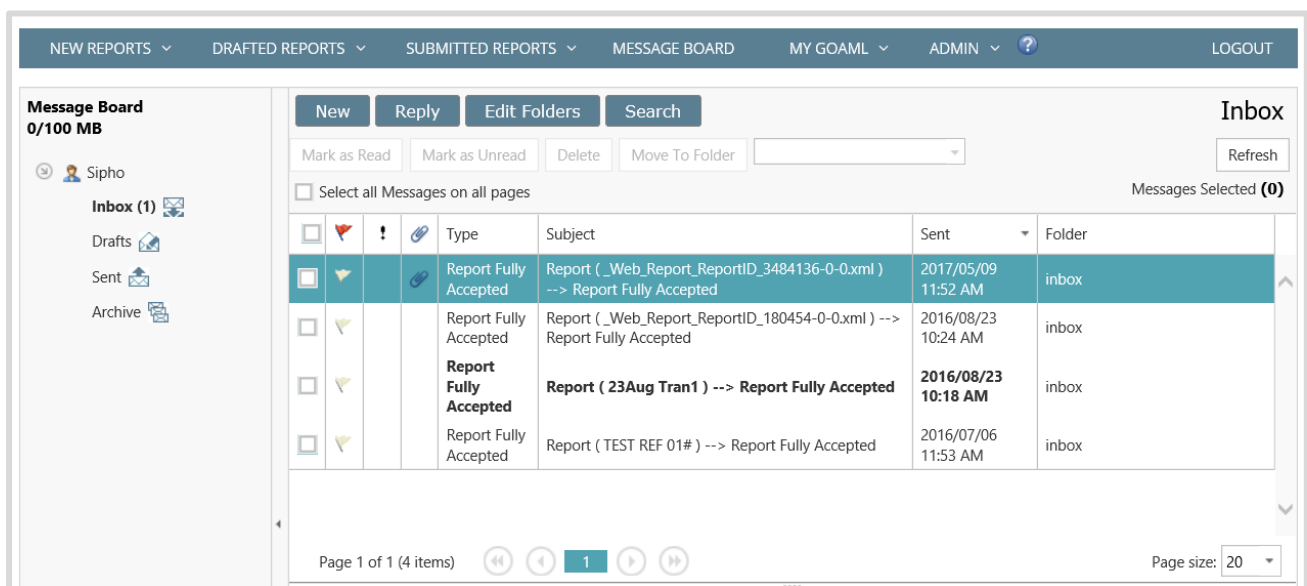 NEW REPORTS DRAFTED REPORTS SUBMITTED REPORTS MESSAGE BOARD MY GOAML ADMIN ? LOGOUT
Message Board
0/100 MB
Sipho
Inbox (1)
Drafts
Sent
Archive
New Reply Edit Folders Search Inbox
Mark as Read Mark as Unread Delete Move To Folder Refresh
Select all Messages on all pages Messages Selected (0)
! Type Subject Sent Folder
Report Fully Report ( _Web_Report_ReportID_3484136-0-0.xml ) 2017/05/09
Accepted --> Report Fully Accepted 11:52 AM inbox
Report Fully Report ( _Web_Report_ReportID_180454-0-0.xml ) --> 2016/08/23
Accepted Report Fully Accepted 10:24 AM inbox
Report
Fully Report ( 23Aug Tran1 ) --> Report Fully Accepted 2016/08/23 inbox
Accepted 10:18 AM
Report Fully Report ( TEST REF 01# ) --> Report Fully Accepted 2016/07/06 inbox
Accepted 11:53 AM
Page 1 of 1 (4 items) 1 Page size: 20